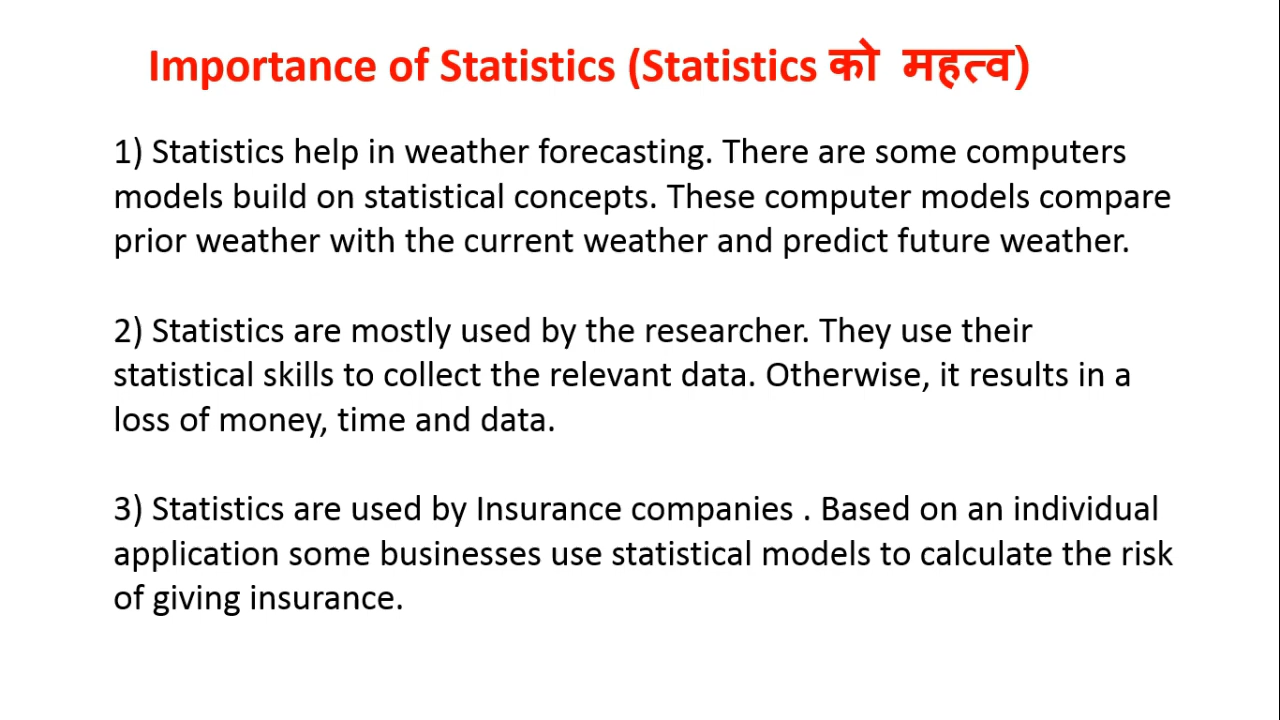 Importance of Statistics (Statistics को महत्व)
1) Statistics help in weather forecasting. There are some computers
models build on statistical concepts. These computer models compare
prior weather with the current weather and predict future weather.
2) Statistics are mostly used by the researcher. They use their
statistical skills to collect the relevant data. Otherwise, it results in a
loss of money, time and data.
3) Statistics are used by Insurance companies . Based on an individual
application some businesses use statistical models to calculate the risk
of giving insurance.